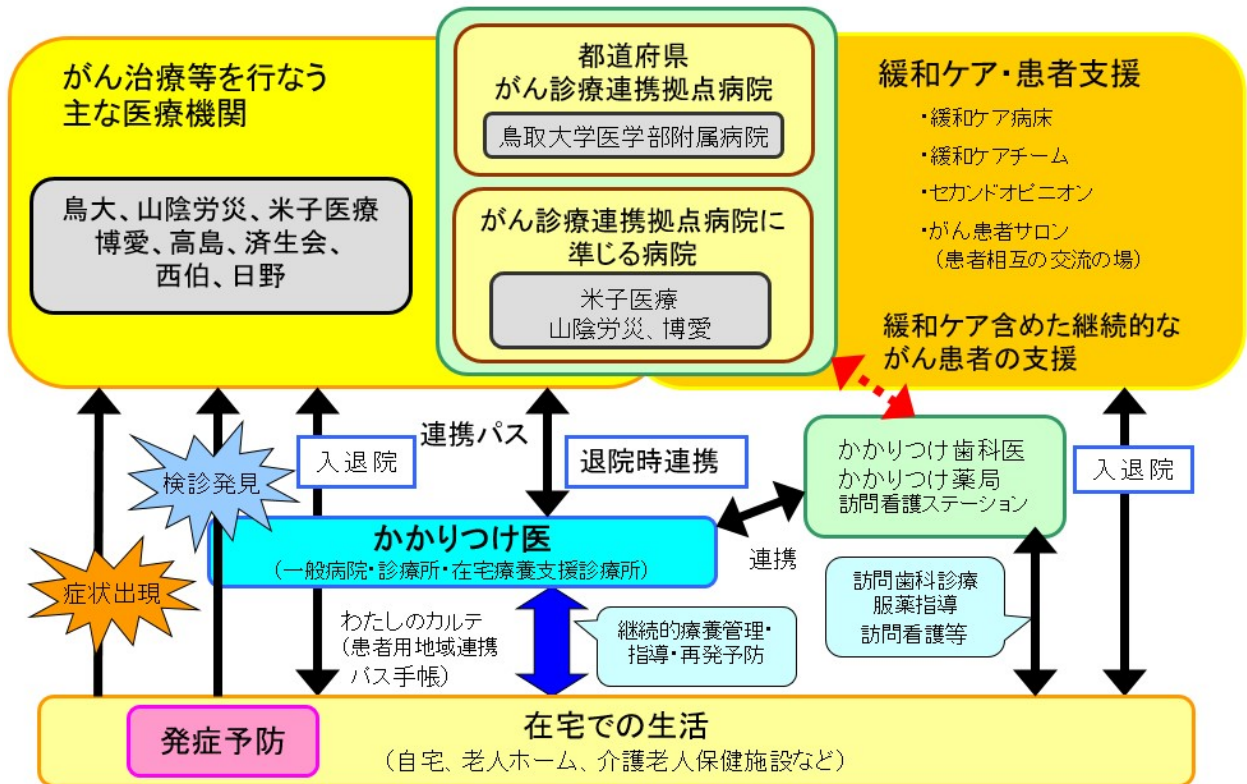 がん治療等を行なう
主な医療機関
鳥大、山陰労災、米子医療
博愛、高島、済生会、
西伯、日野
都道府県
がん診療連携拠点病院
鳥取大学医学部附属病院
がん診療連携拠点病院に
準じる病院
米子医療
山陰労災、博愛
緩和ケア・患者支援
・緩和ケア病床
・緩和ケアチーム
・セカンドオピニオン
・がん患者サロン
（患者相互の交流の場）
緩和ケア含めた継続的な
がん患者の支援
検診発見
症状出現
入退院
連携パス
退院時連携
かかりつけ歯科医
かかりつけ薬局
訪問看護ステーション
入退院
かかりつけ医
（一般病院・診療所・在宅療養支援診療所）
連携
わたしのカルテ
（患者用地域連携
パス手帳）
継続的療養管理・
指導・再発予防
訪問歯科診療
服薬指導
訪問看護等
発症予防
在宅での生活
（自宅、老人ホーム、介護老人保健施設など）